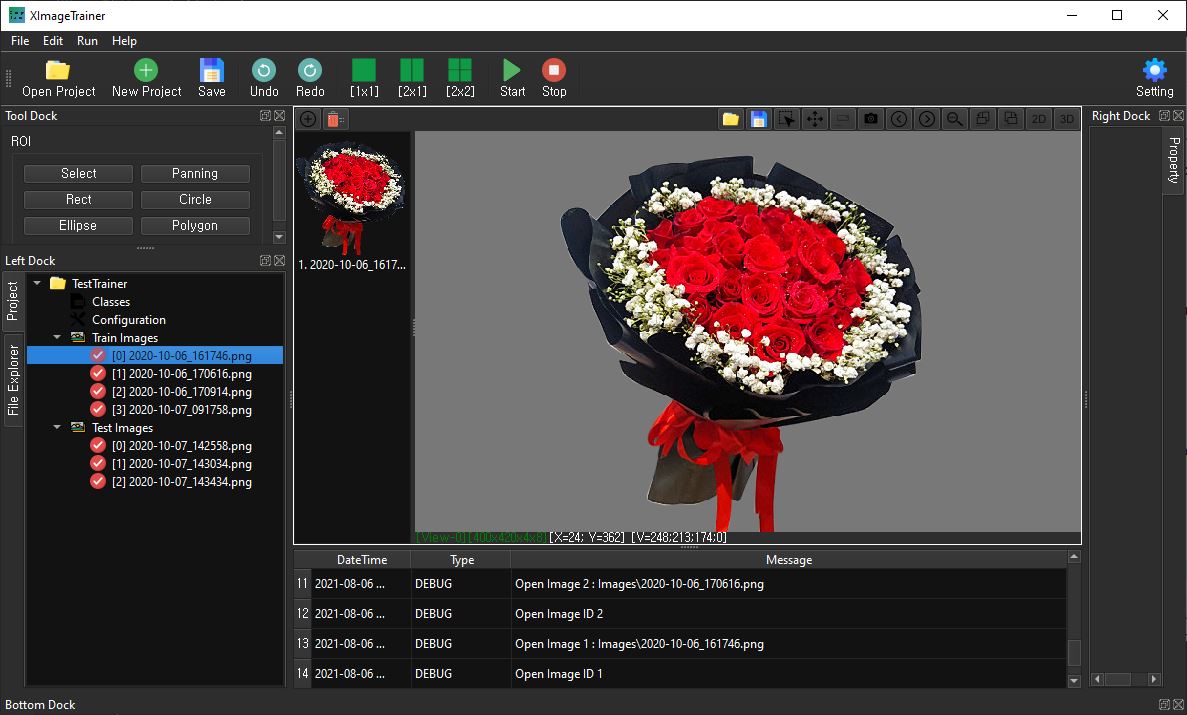 XImageTrainer
File Edit Run Help
Open Project New Project Save Undo Redo [1x1] [2x1] [2x2] Start Stop Setting
Tool Dock
ROI
Select Panning
Rect Circle
Ellipse Polygon
Left Dock
Project
File Explorer
TestTrainer
Classes
Configuration
Train Images
[0] 2020-10-06_161746.png
[1] 2020-10-06_170616.png
[2] 2020-10-06_170914.png
[3] 2020-10-07_091758.png
Test Images
[0] 2020-10-07_142558.png
[1] 2020-10-07_143034.png
[2] 2020-10-07_143434.png
2D 3D
1. 2020-10-06_1617...
[View-0][400x420x4x8][X=24; Y=362] [V=248;213;174;0]
DateTime Type Message
11 2021-08-06 ... DEBUG Open Image 2 : Images\2020-10-06_170616.png
12 2021-08-06 ... DEBUG Open Image ID 2
13 2021-08-06 ... DEBUG Open Image 1 : Images\2020-10-06_161746.png
14 2021-08-06 ... DEBUG Open Image ID 1
Right Dock
Property
Bottom Dock